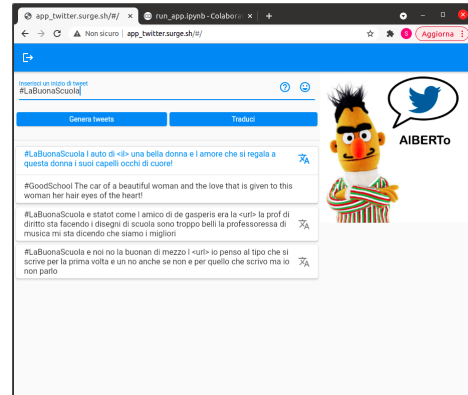 app_twitter.surge.sh/#/
run_app.ipynb - Colabora
Non sicuro
app_twitter.surge.sh/#/
S
Aggiorna
Inserisci un inizio di tweet
#LaBuonaScuola
Genera tweets
Traduci
AlBERTo
#LaBuonaScuola l auto di <il> una bella donna e l amore che si regala a
questa donna i suoi capelli occhi di cuore!
#GoodSchool The car of a beautiful woman and the love that is given to this
woman her hair eyes of the heart!
#LaBuonaScuola e statot come l amico di de gasperis era la <url> la prof di
diritto sta facendo i disegni di scuola sono troppo belli la professoressa di
musica mi sta dicendo che siamo i migliori
#LaBuonaScuola e noi no la buonan di mezzo l <url> io penso al tipo che si
scrive per la prima volta e un no anche se non e per quello che scrivo ma io
non parlo